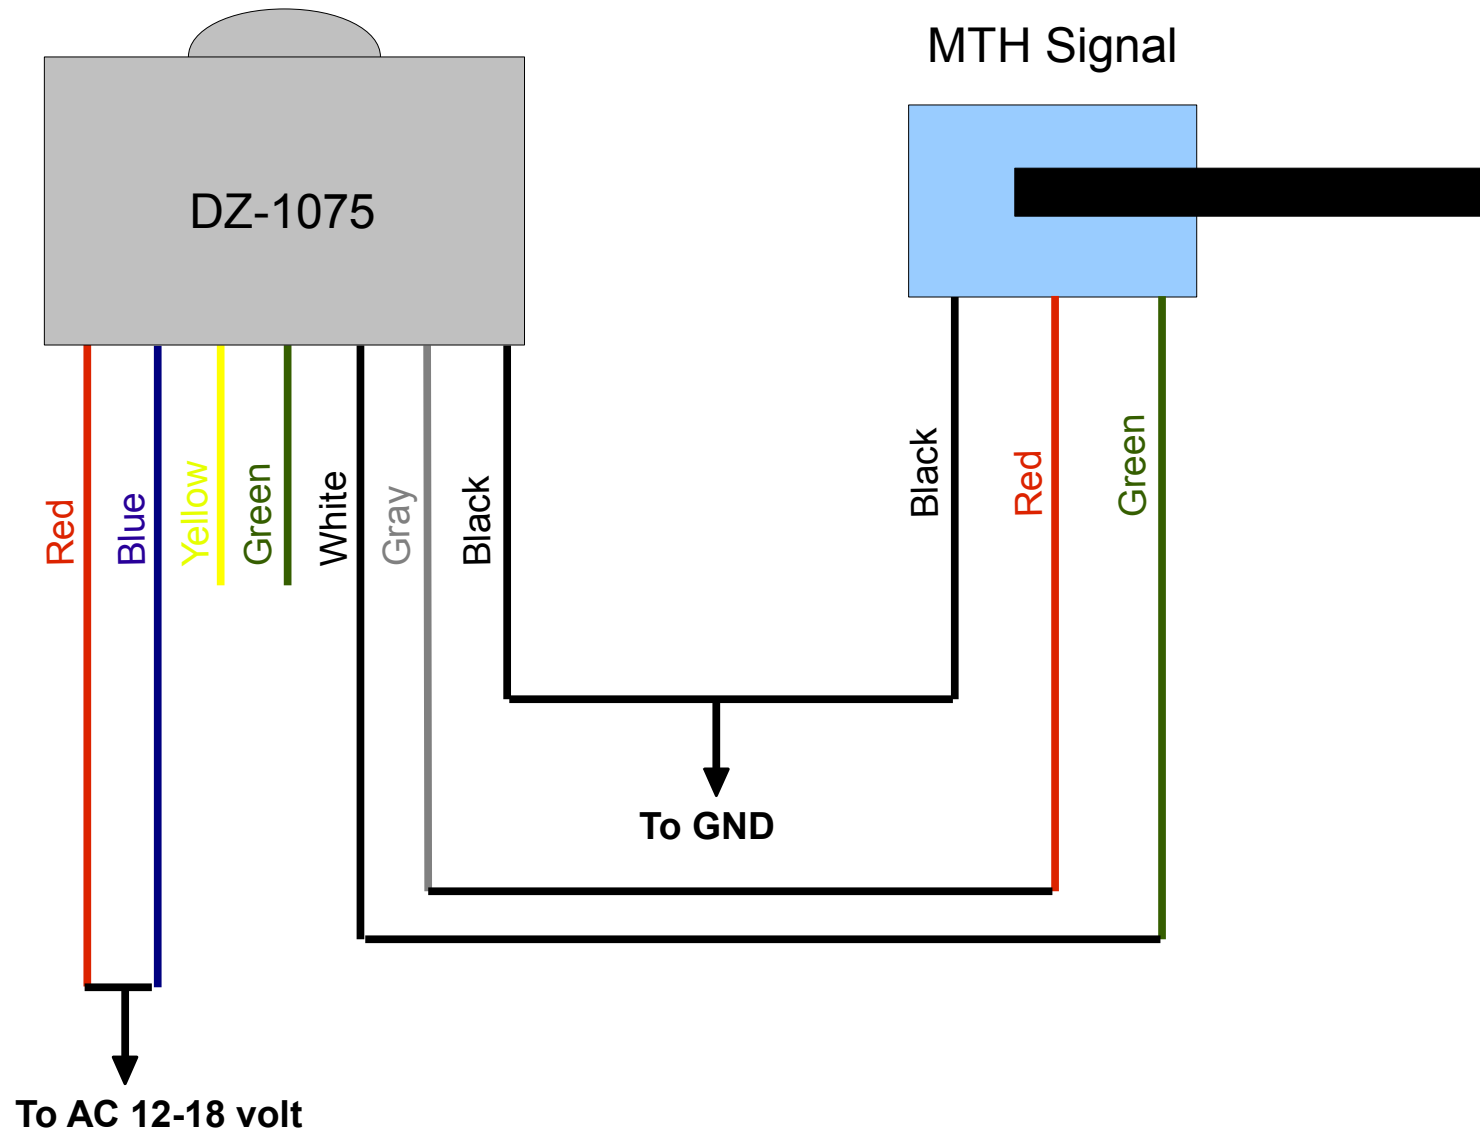 MTH Signal
DZ-1075
Red
Blue
Yellow
Green
White
Gray
Black
Black
Red
Green
To GND
To AC 12-18 volt